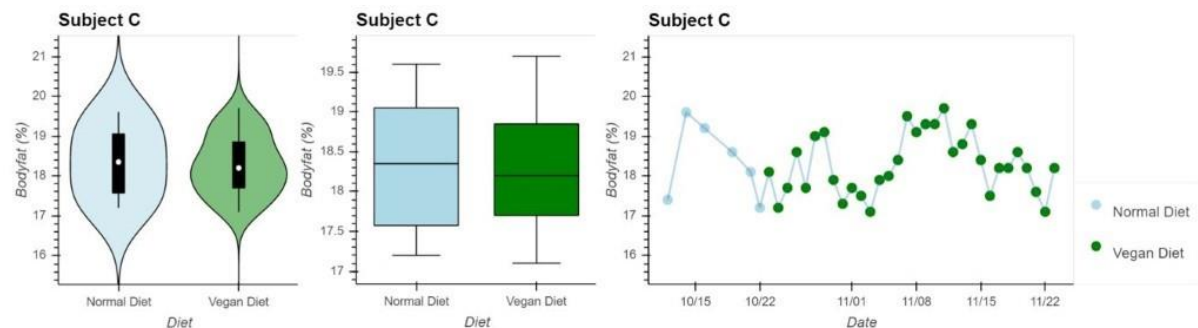 Subject C
21
20
19
18
17
16
Bodyfat (%)
Normal Diet
Vegan Diet
Diet
Subject C
19.5
19
18.5
18
17.5
17
Bodyfat (%)
Normal Diet
Vegan Diet
Diet
Subject C
21
20
19
18
17
16
Bodyfat (%)
10/15
10/22
11/01
11/08
11/15
11/22
Date
Normal Diet
Vegan Diet